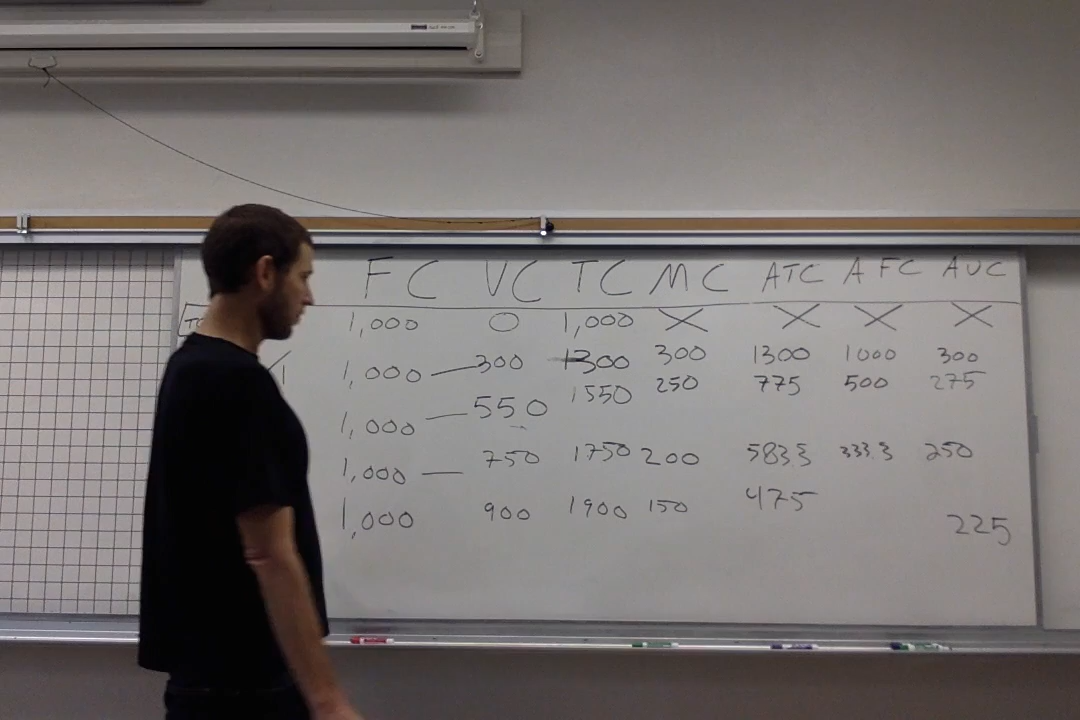 FC VC TC MC ATC AFC AVC
1,000 0 1,000 X X X X
1 1,000 — 300 1300 300 1300 1000 300
1,000 — 550 1550 250 775 500 275
1,000 — 750 1750 200 583.3 333.3 250
1,000 900 1900 150 475 225